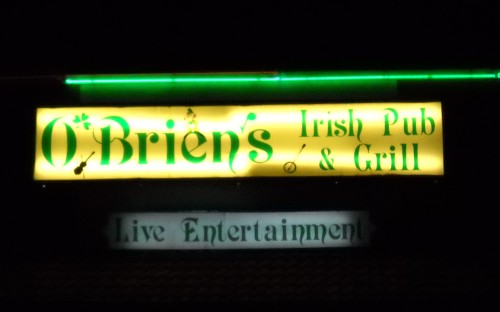 O'Brien's Irish Pub
& Grill
Live Entertainment